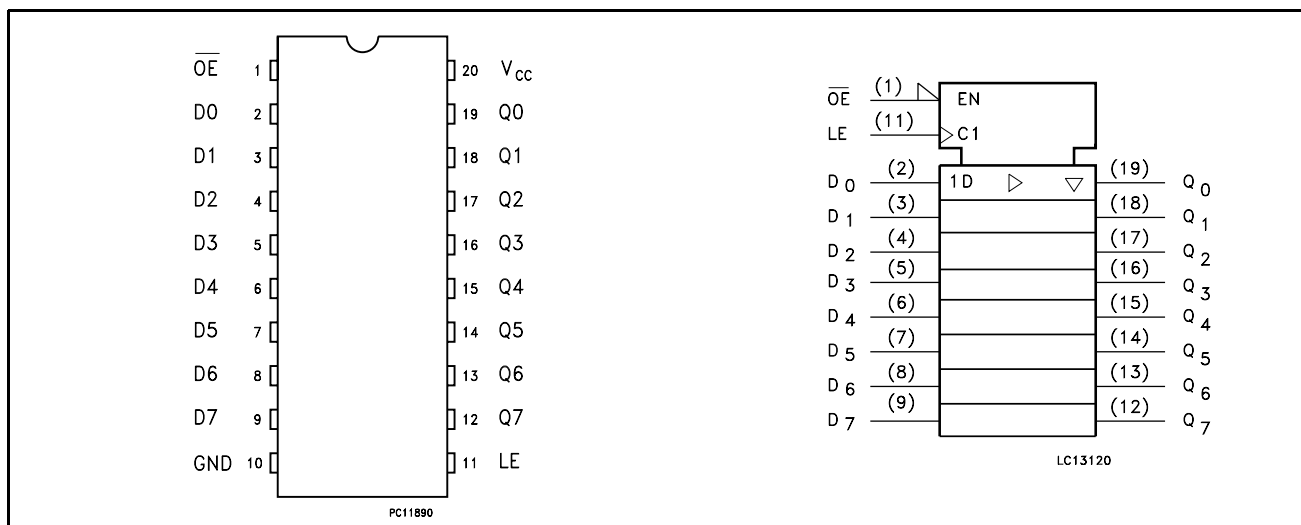 OE 1 20 VCC
D0 2 19 Q0
D1 3 18 Q1
D2 4 17 Q2
D3 5 16 Q3
D4 6 15 Q4
D5 7 14 Q5
D6 8 13 Q6
D7 9 12 Q7
GND 10 11 LE
PC11890
OE (1) EN
LE (11) C1
D0 (2) 1D (19) Q0
D1 (3) (18) Q1
D2 (4) (17) Q2
D3 (5) (16) Q3
D4 (6) (15) Q4
D5 (7) (14) Q5
D6 (8) (13) Q6
D7 (9) (12) Q7
LC13120